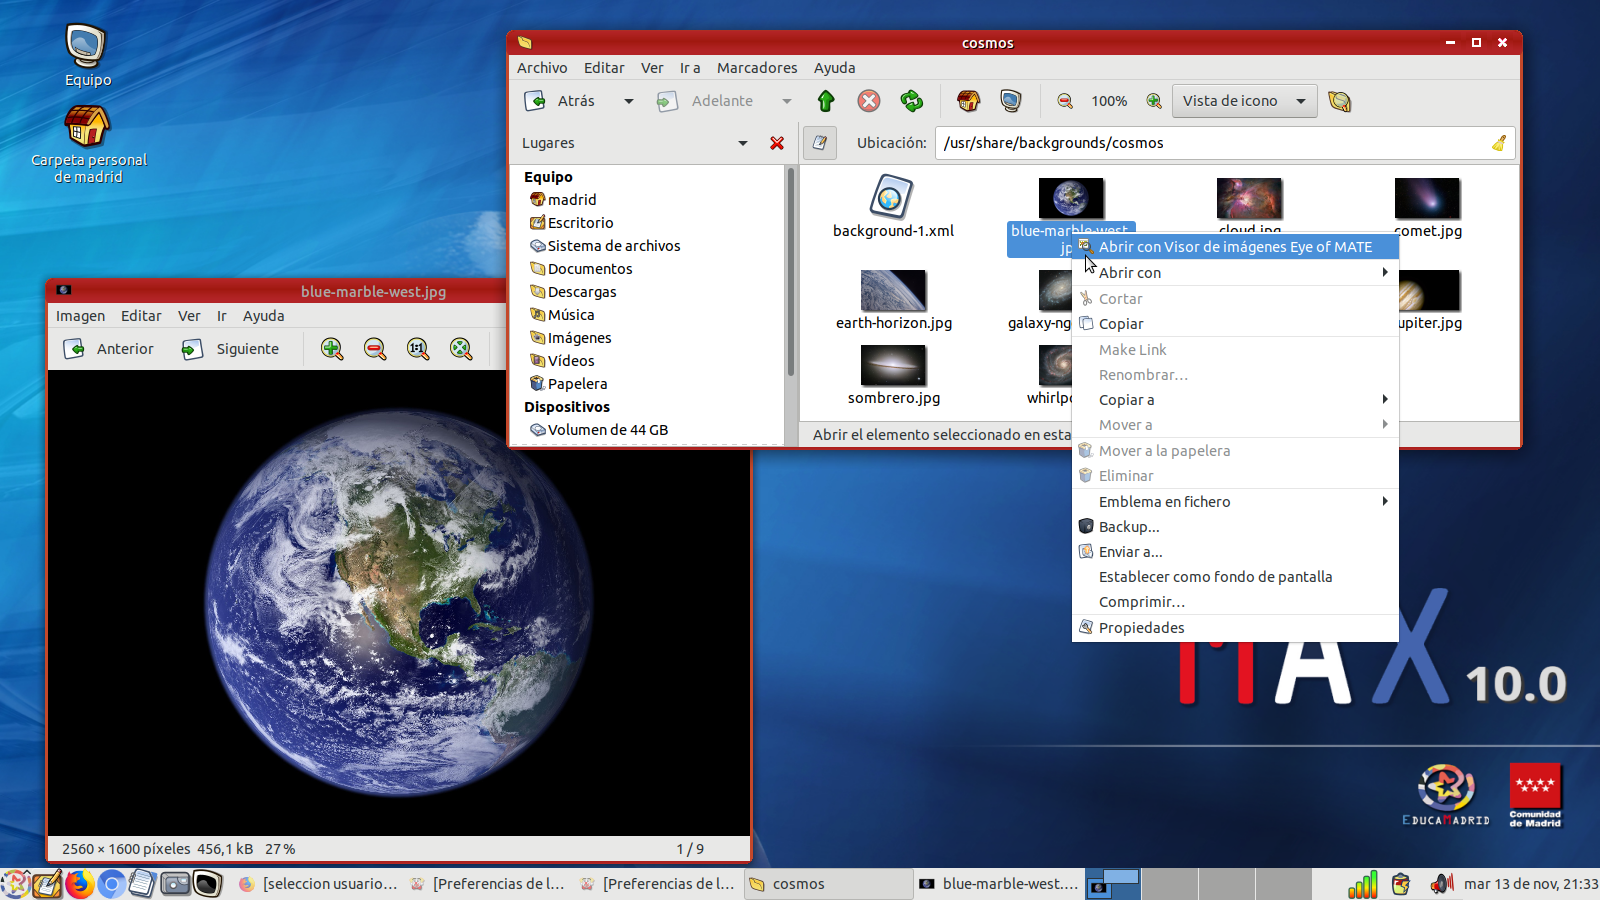 Equipo
Carpeta personal
de madrid
cosmos
Archivo Editar Ver Ir a Marcadores Ayuda
Atrás Adelante 100% Vista de icono
Lugares
Ubicación: /usr/share/backgrounds/cosmos
Equipo
madrid
Escritorio
Sistema de archivos
Documentos
Descargas
Música
Imágenes
Vídeos
Papelera
Dispositivos
Volumen de 44 GB
background-1.xml
blue-marble-west.
cloud.jpg
comet.jpg
earth-horizon.jpg
galaxy-ng
upiter.jpg
sombrero.jpg
whirlpo
Abrir el elemento seleccionado en esta
Abrir con Visor de imágenes Eye of MATE
Abrir con
Cortar
Copiar
Make Link
Renombrar...
Copiar a
Mover a
Mover a la papelera
Eliminar
Emblema en fichero
Backup...
Enviar a...
Establecer como fondo de pantalla
Comprimir...
Propiedades
blue-marble-west.jpg
Imagen Editar Ver Ir Ayuda
Anterior Siguiente 1:1
2560 × 1600 píxeles 456,1 kB 27 % 1 / 9
MAX 10.0
EDUCAMADRID
Comunidad
de Madrid
[seleccion usuario... [Preferencias de l... [Preferencias de l... cosmos blue-marble-west.... mar 13 de nov, 21:33